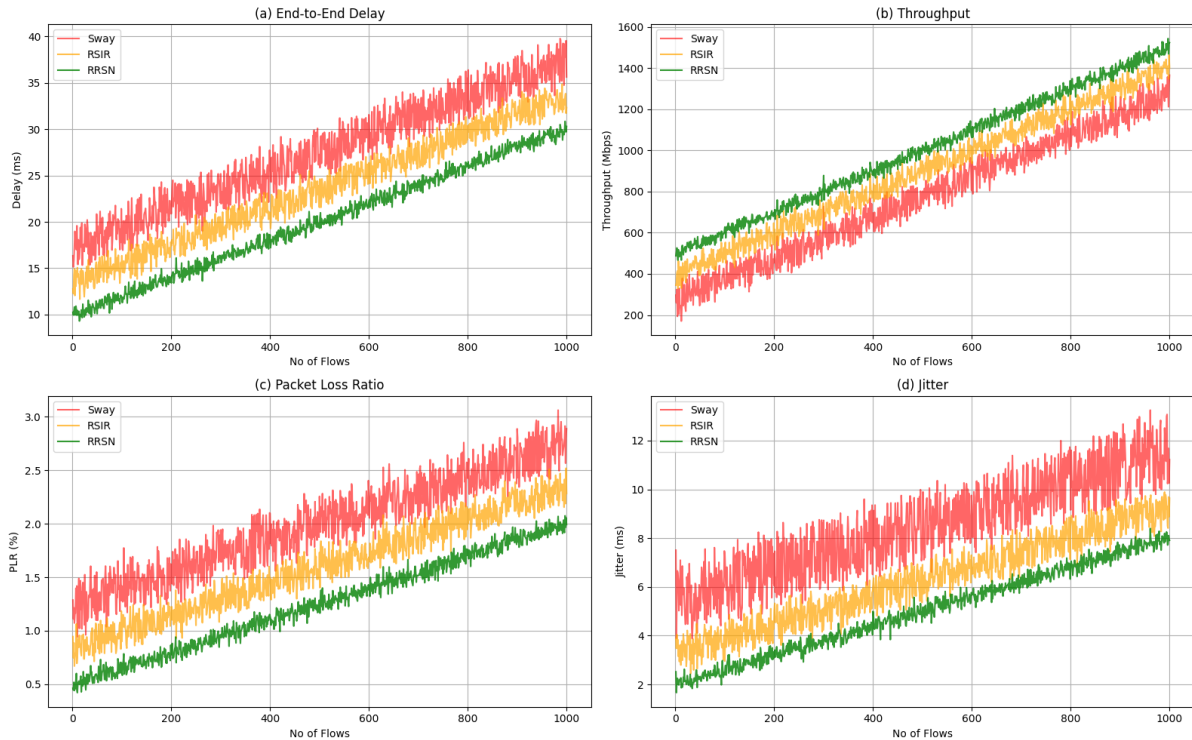 (a) End-to-End Delay
Sway
RSIR
RRSN
Delay (ms)
40
35
30
25
20
15
10
0 200 400 600 800 1000
No of Flows
(b) Throughput
Sway
RSIR
RRSN
Throughput (Mbps)
1600
1400
1200
1000
800
600
400
200
0 200 400 600 800 1000
No of Flows
(c) Packet Loss Ratio
Sway
RSIR
RRSN
PLR (%)
3.0
2.5
2.0
1.5
1.0
0.5
0 200 400 600 800 1000
No of Flows
(d) Jitter
Sway
RSIR
RRSN
Jitter (ms)
12
10
8
6
4
2
0 200 400 600 800 1000
No of Flows